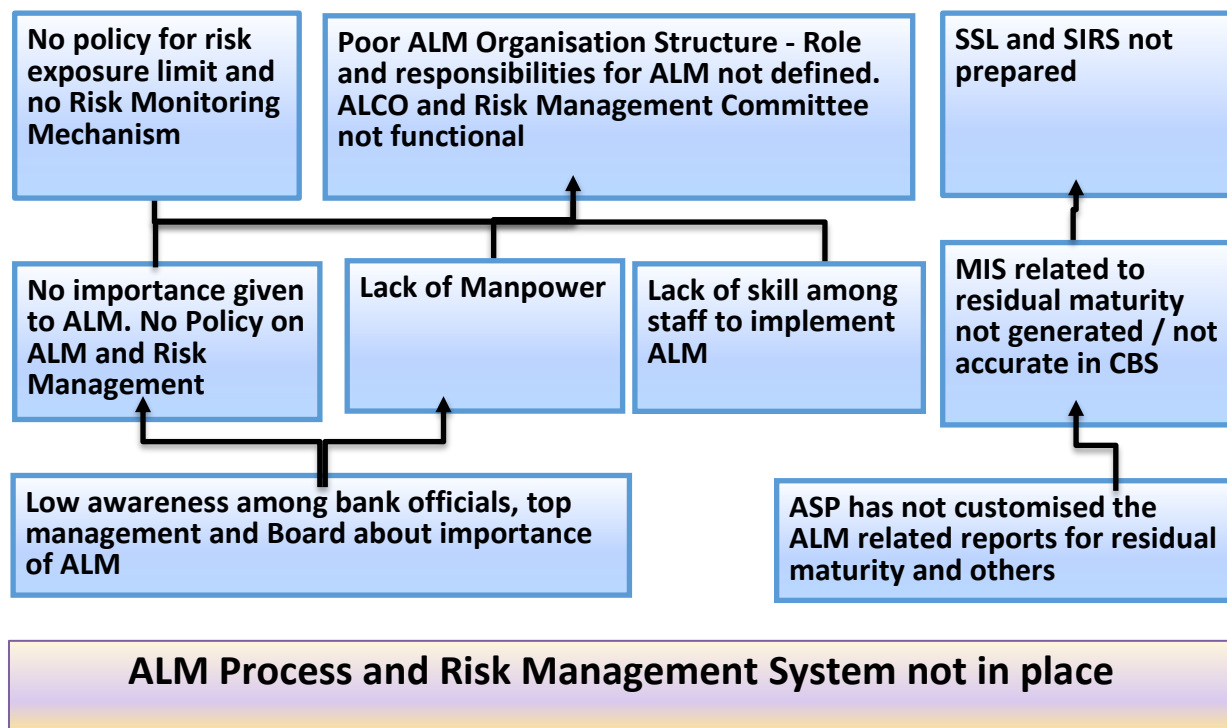 No policy for risk
exposure limit and
no Risk Monitoring
Mechanism
Poor ALM Organisation Structure - Role
and responsibilities for ALM not defined.
ALCO and Risk Management Committee
not functional
SSL and SIRS not
prepared
No importance given
to ALM. No Policy on
ALM and Risk
Management
Lack of Manpower
Lack of skill among
staff to implement
ALM
MIS related to
residual maturity
not generated / not
accurate in CBS
Low awareness among bank officials, top
management and Board about importance
of ALM
ASP has not customised the
ALM related reports for residual
maturity and others
ALM Process and Risk Management System not in place